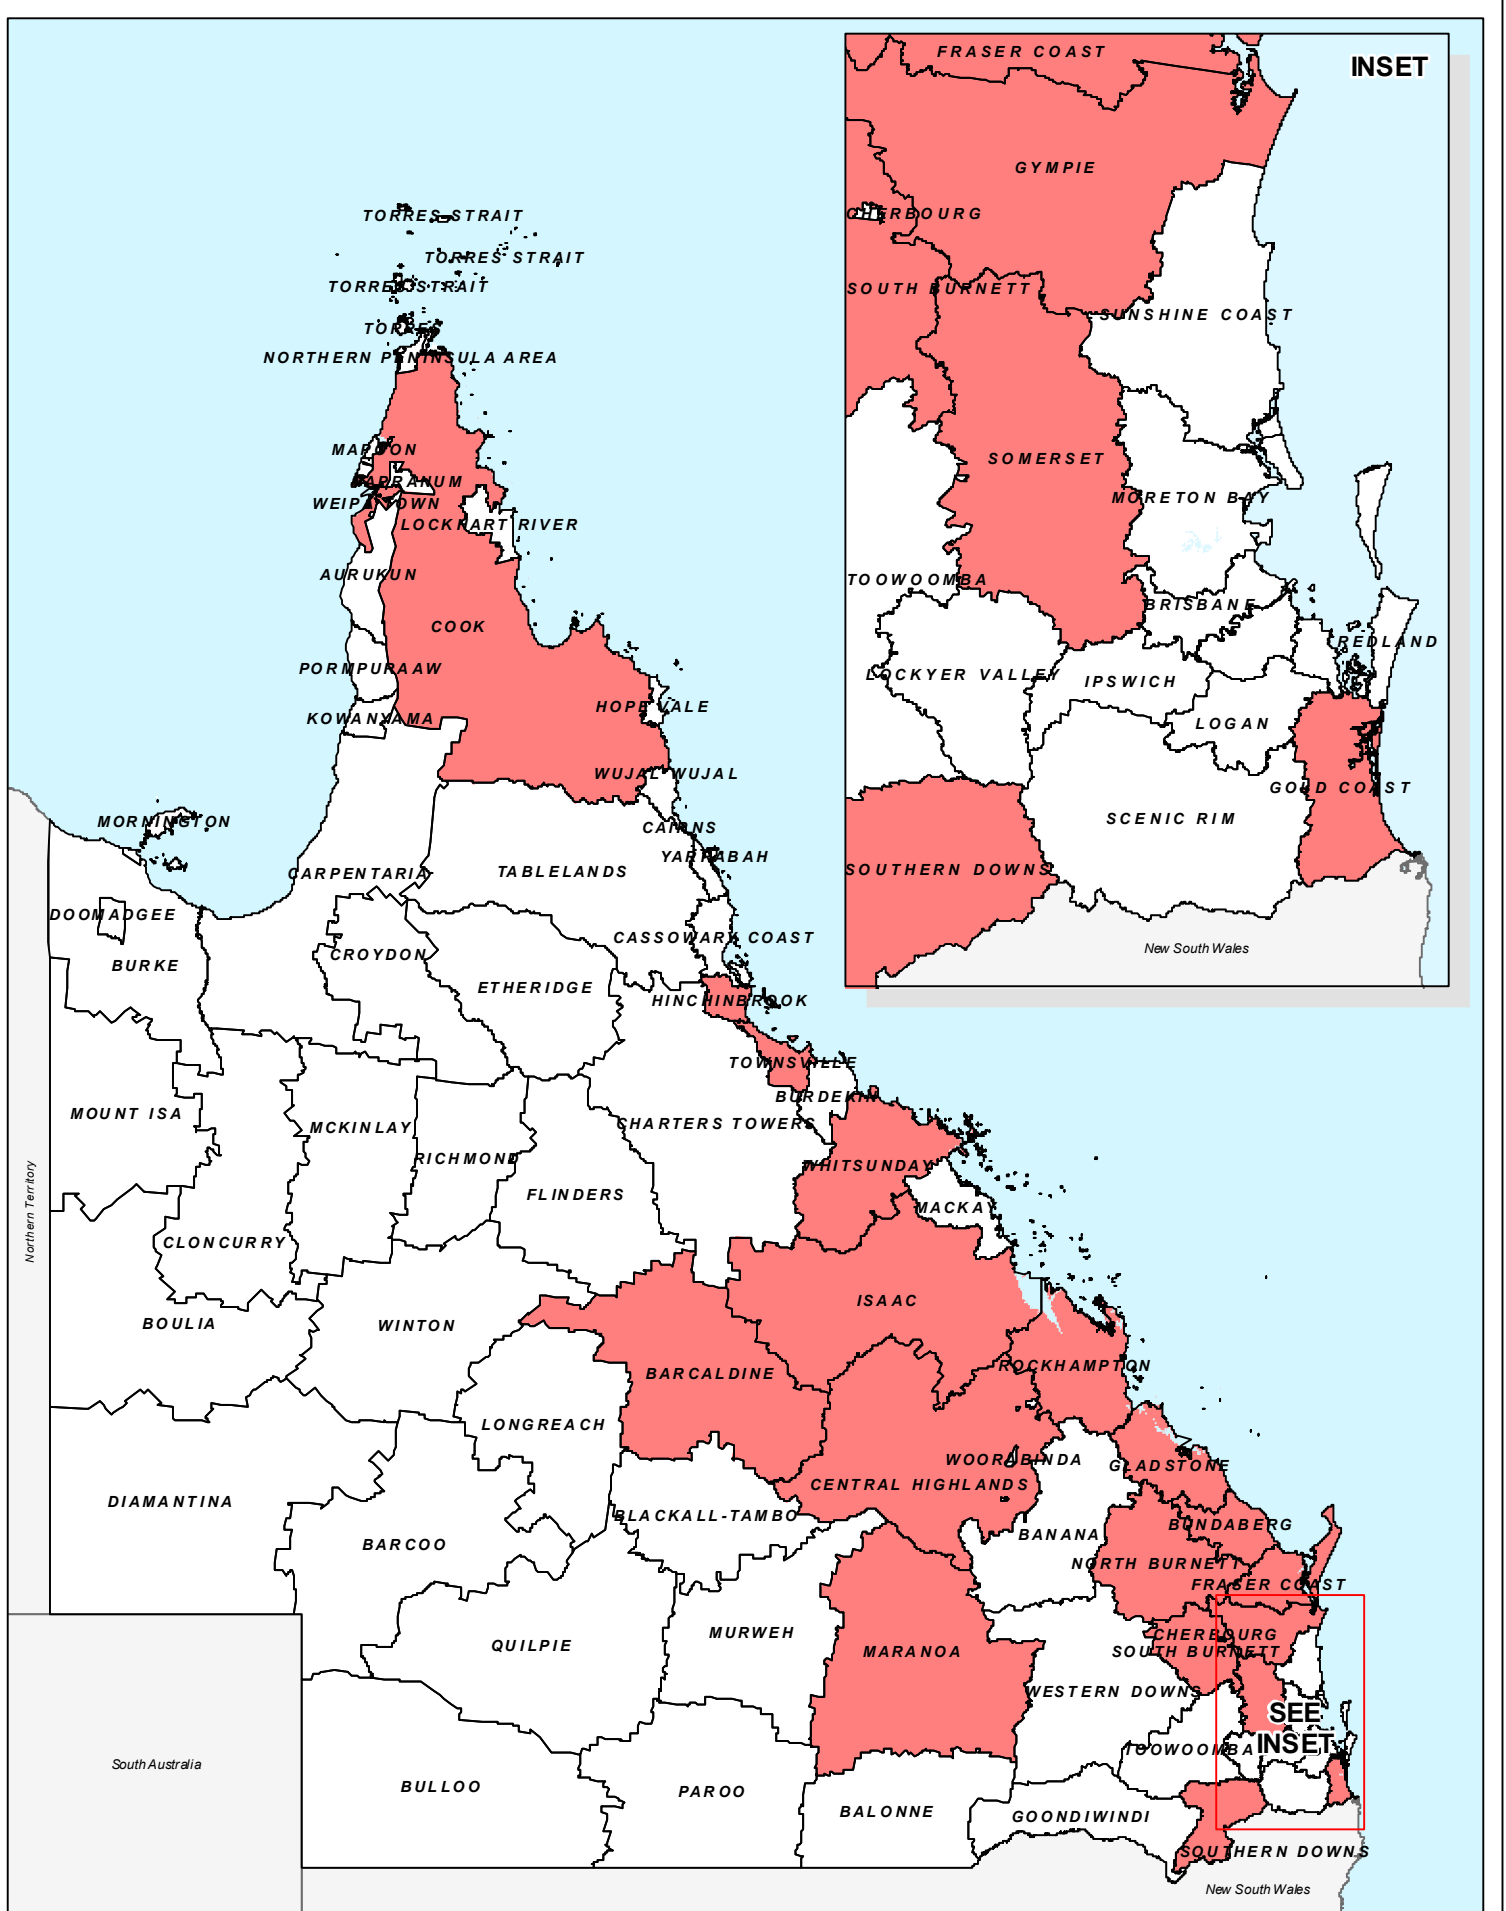 INSET
FRASER COAST
GYMPIE
CHERBOURG
SOUTH BURNETT
SUNSHINE COAST
SOMERSET
MORETON BAY
TOOWOOMBA
BRISBANE
REDLAND
LOCKYER VALLEY
IPSWICH
LOGAN
GOLD COAST
SCENIC RIM
SOUTHERN DOWNS
New South Wales
TORRES STRAIT
TORRES STRAIT
TORRES STRAIT
TORRES
NORTHERN PENINSULA AREA
MAPOON
NAPRANUM
WEIPA TOWN
LOCKHART RIVER
AURUKUN
COOK
PORMPURAAW
HOPE VALE
KOWANYAMA
WUJAL WUJAL
MORNINGTON
CAIRNS
YARRABAH
CARPENTARIA
TABLELANDS
DOOMADGEE
CASSOWARY COAST
BURKE
CROYDON
ETHERIDGE
HINCHINBROOK
TOWNSVILLE
BURDEKIN
MOUNT ISA
MCKINLAY
CHARTERS TOWERS
RICHMOND
WHITSUNDAY
FLINDERS
MACKAY
Northern Territory
CLONCURRY
ISAAC
BOULIA
WINTON
ROCKHAMPTON
BARCALDINE
LONGREACH
WOORABINDA
GLADSTONE
CENTRAL HIGHLANDS
DIAMANTINA
BLACKALL-TAMBO
BUNDABERG
BANANA
BARCOO
NORTH BURNETT
FRASER COAST
CHERBOURG
QUILPIE
MURWEH
MARANOA
SOUTH BURNETT
WESTERN DOWNS
SEE
INSET
TOOWOOMBA
South Australia
BULLOO
PAROO
BALONNE
GOONDIWINDI
SOUTHERN DOWNS
New South Wales